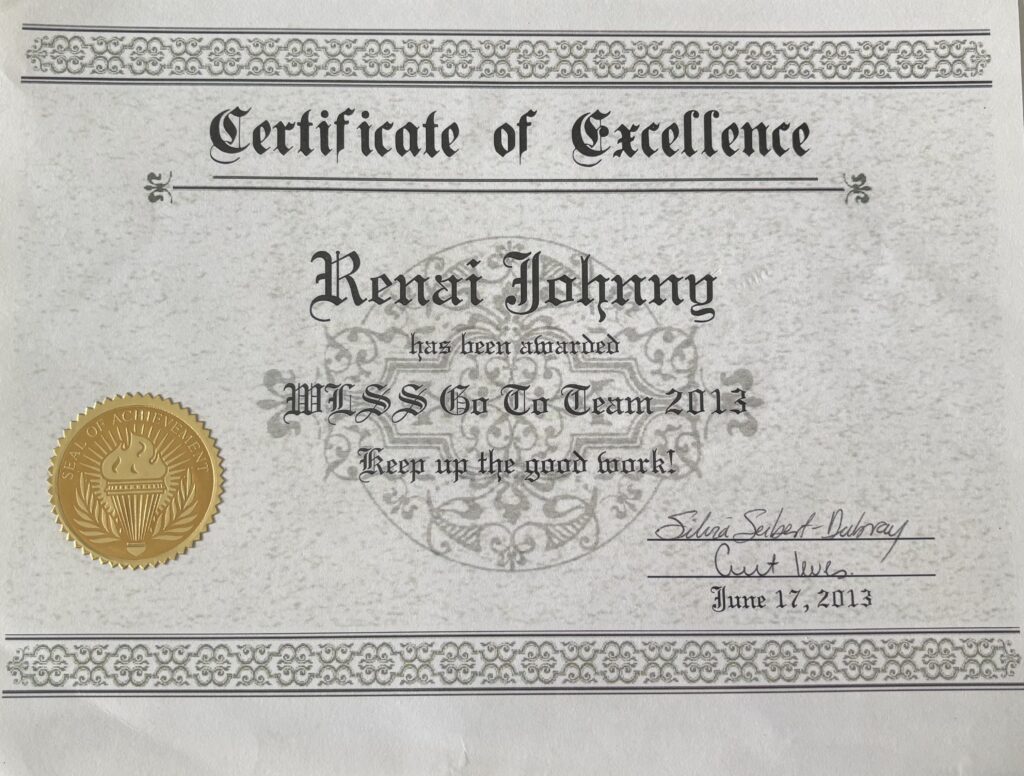 Certificate of Excellence
Renai Johnny
has been awarded
WLSS Go To Team 2013
Keep up the good work!
SEAL OF ACHIEVEMENT
Silvia Seibert-Dubray
Curt
June 17, 2013